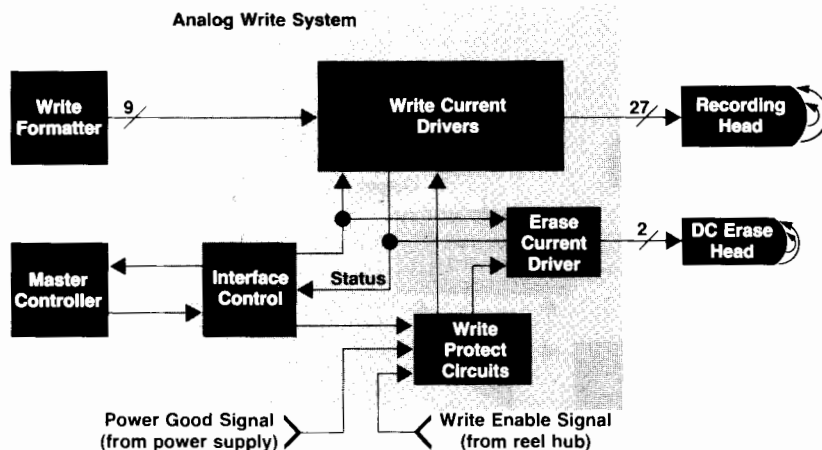 Analog Write System
Write
Formatter
9
Write Current
Drivers
27
Recording
Head
Master
Controller
Interface
Control
Status
Erase
Current
Driver
2
DC Erase
Head
Write
Protect
Circuits
Power Good Signal
(from power supply)
Write Enable Signal
(from reel hub)